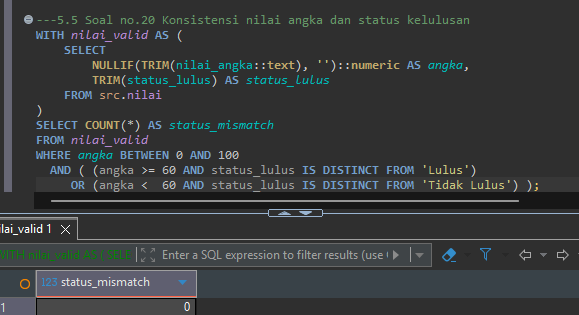 ---5.5 Soal no.20 Konsistensi nilai angka dan status kelulusan
WITH nilai_valid AS (
SELECT
NULLIF(TRIM(nilai_angka::text), '')::numeric AS angka,
TRIM(status_lulus) AS status_lulus
FROM src.nilai
)
SELECT COUNT(*) AS status_mismatch
FROM nilai_valid
WHERE angka BETWEEN 0 AND 100
AND ( (angka >= 60 AND status_lulus IS DISTINCT FROM 'Lulus')
OR (angka < 60 AND status_lulus IS DISTINCT FROM 'Tidak Lulus') );
ilai_valid 1
WITH nilai_valid AS ( SELE
Enter a SQL expression to filter results (use
123 status_mismatch
1
0